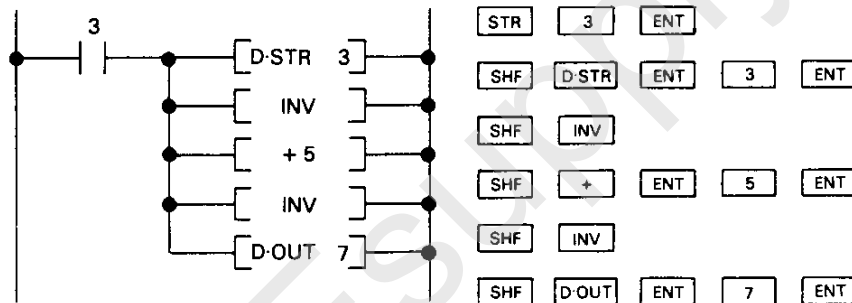 3
D·STR 3
INV
+ 5
INV
D·OUT 7
STR 3 ENT
SHF D·STR ENT 3 ENT
SHF INV
SHF + ENT 5 ENT
SHF INV
SHF D·OUT ENT 7 ENT